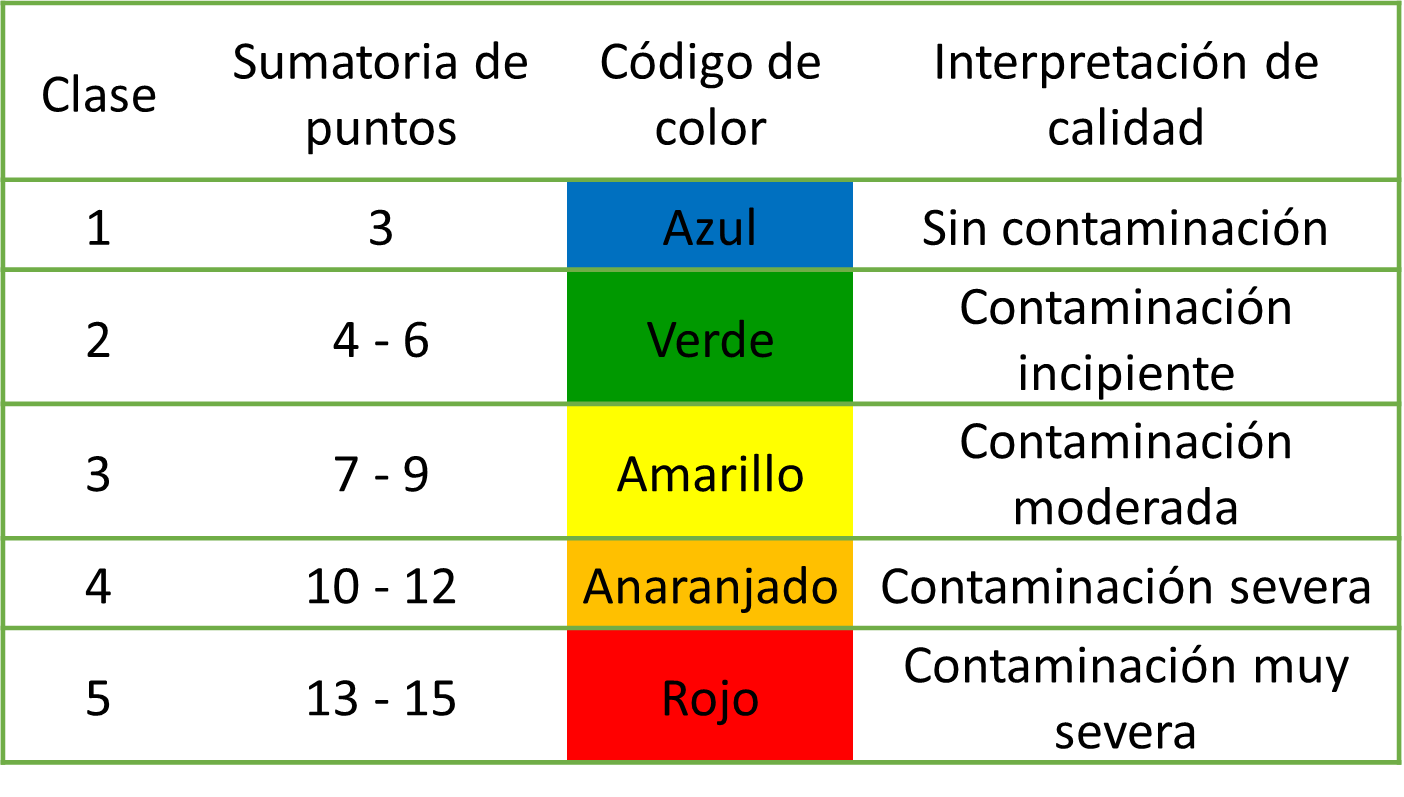 Clase
Sumatoria de
puntos
Código de
color
Interpretación de
calidad
1
3
Azul
Sin contaminación
2
4 - 6
Verde
Contaminación
incipiente
3
7 - 9
Amarillo
Contaminación
moderada
4
10 - 12
Anaranjado
Contaminación severa
5
13 - 15
Rojo
Contaminación muy
severa